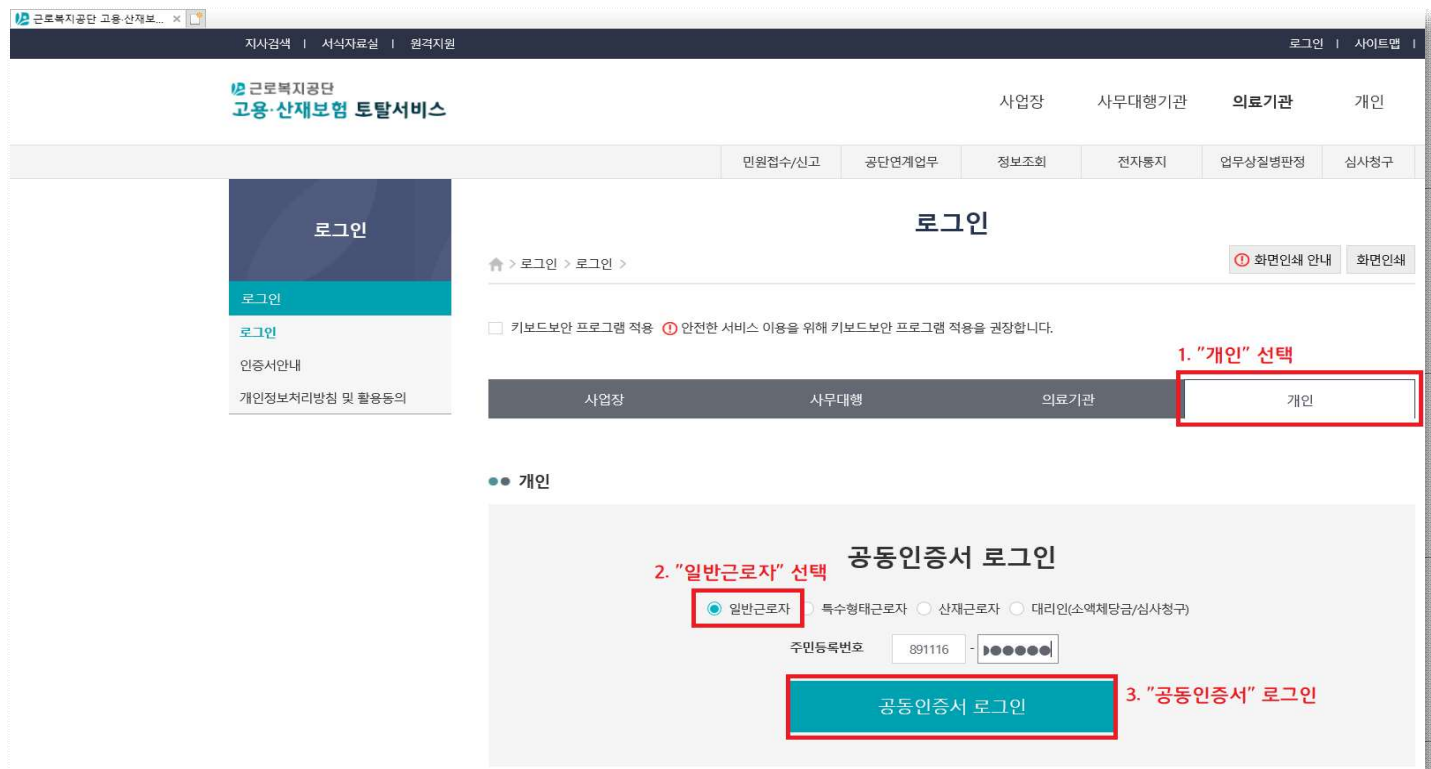 근로복지공단 고용·산재보...
지사검색 | 서식자료실 | 원격지원
로그인 | 사이트맵 |
근로복지공단
고용·산재보험 토탈서비스
사업장 사무대행기관 의료기관 개인
민원접수/신고 공단연계업무 정보조회 전자통지 업무상질병판정 심사청구
로그인
로그인
> 로그인 > 로그인 >
화면인쇄 안내 화면인쇄
로그인
로그인
인증서안내
개인정보처리방침 및 활용동의
키보드보안 프로그램 적용 안전한 서비스 이용을 위해 키보드보안 프로그램 적용을 권장합니다.
1. "개인" 선택
사업장 사무대행 의료기관 개인
개인
공동인증서 로그인
2. "일반근로자" 선택
일반근로자 특수형태근로자 산재근로자 대리인(소액체당금/심사청구)
주민등록번호 891116 - ●●●●●●
공동인증서 로그인
3. "공동인증서" 로그인